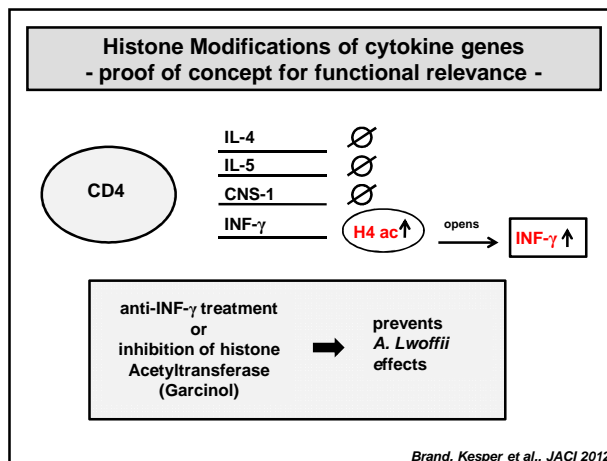 Histone Modifications of cytokine genes
- proof of concept for functional relevance -
CD4
IL-4
IL-5
CNS-1
INF-γ
H4 ac↑
opens
INF-γ↑
anti-INF-γ treatment
or
inhibition of histone
Acetyltransferase
(Garcinol)
prevents
A. Lwoffii
effects
Brand, Kesper et al., JACI 2012